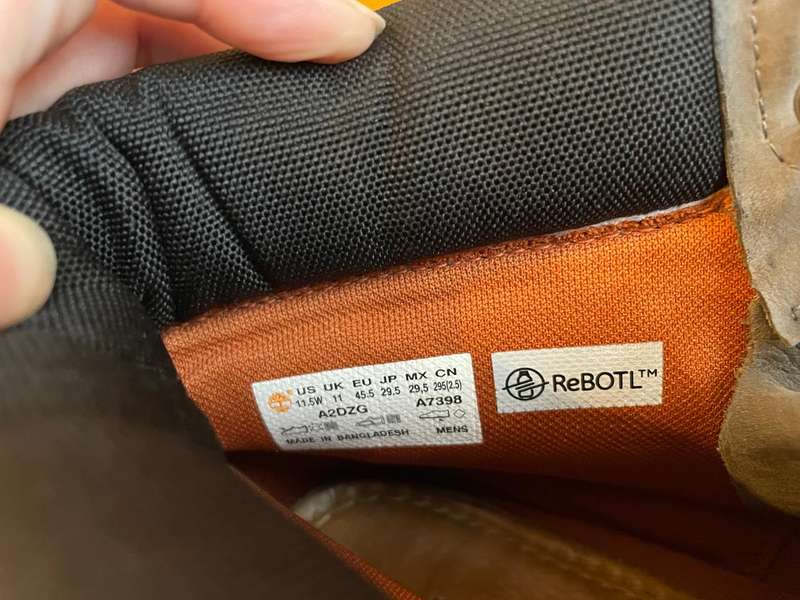 US UK EU JP MX CN
11.5W 11 45.5 29.5 29,5 295(2.5)
A2DZG A7398
MADE IN BANGLADESH MENS
ReBOTL™